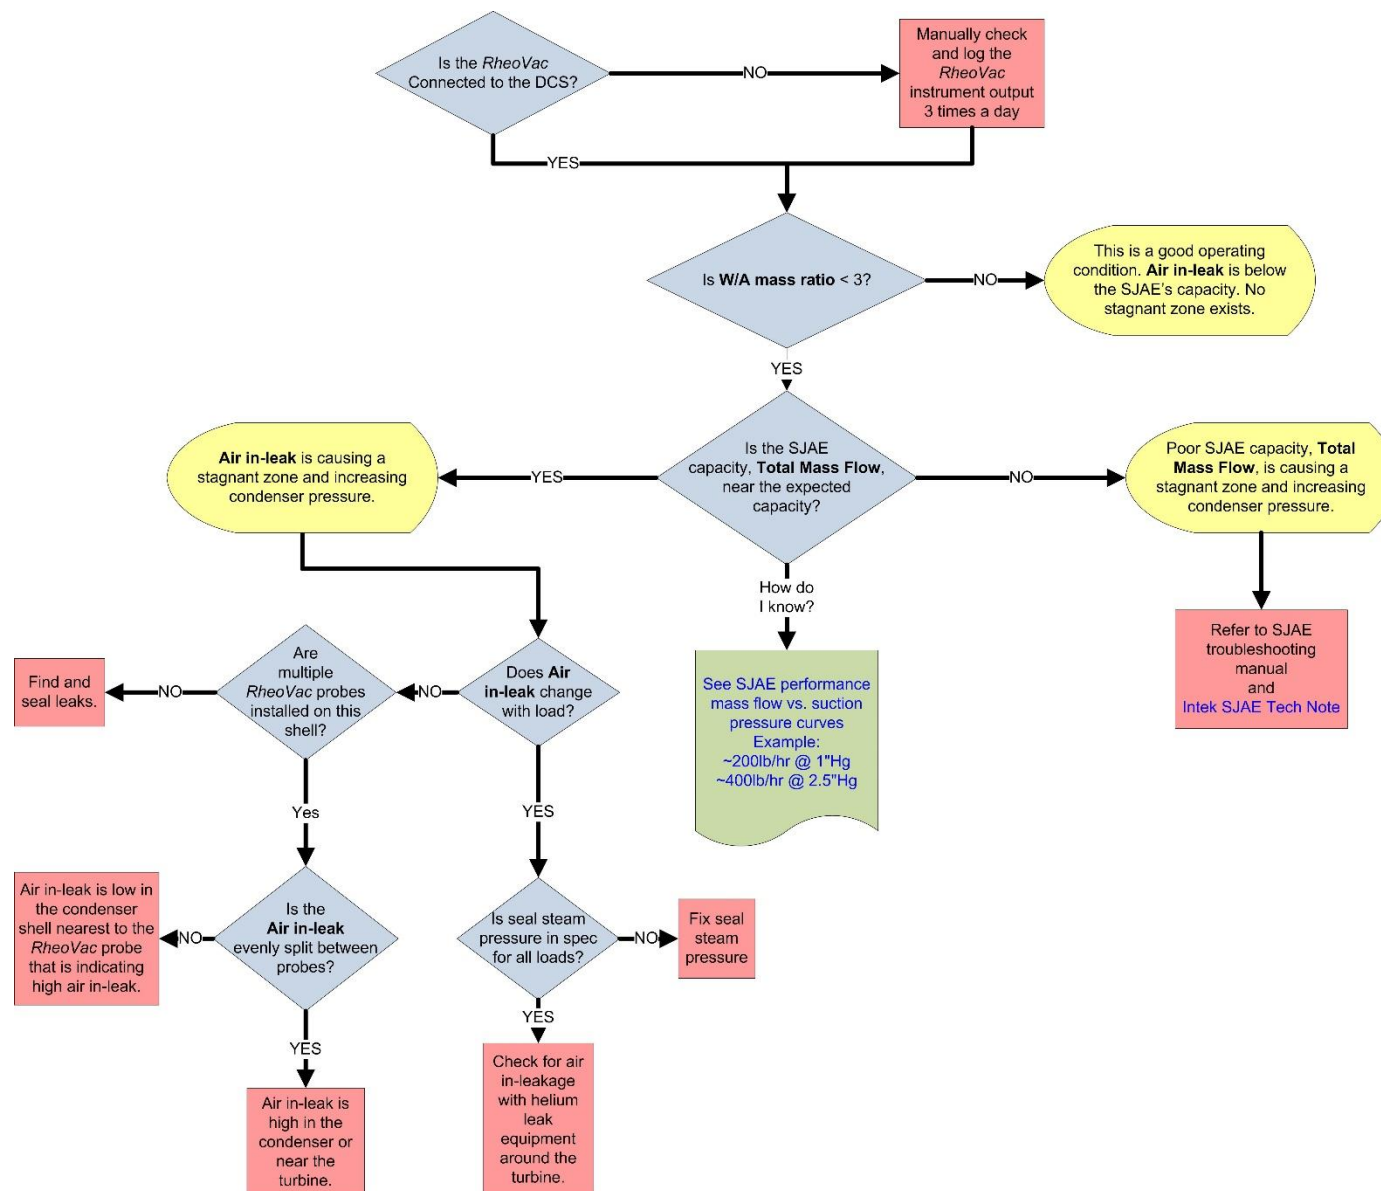 Is the RheoVac
Connected to the DCS?
NO
Manually check
and log the
RheoVac
instrument output
3 times a day
YES
Is W/A mass ratio < 3?
NO
This is a good operating
condition. Air in-leak is below
the SJAE's capacity. No
stagnant zone exists.
YES
Air in-leak is causing a
stagnant zone and increasing
condenser pressure.
YES
Is the SJAE
capacity, Total Mass Flow,
near the expected
capacity?
NO
Poor SJAE capacity, Total
Mass Flow, is causing a
stagnant zone and increasing
condenser pressure.
How do
I know?
Refer to SJAE
troubleshooting
manual
and
Intek SJAE Tech Note
Find and
seal leaks.
NO
Are
multiple
RheoVac probes
installed on this
shell?
NO
Does Air
in-leak change
with load?
See SJAE performance
mass flow vs. suction
pressure curves
Example:
~200lb/hr @ 1"Hg
~400lb/hr @ 2.5"Hg
Yes
YES
Air in-leak is low in
the condenser
shell nearest to the
RheoVac probe
that is indicating
high air in-leak.
NO
Is the
Air in-leak
evenly split between
probes?
Is seal steam
pressure in spec
for all loads?
NO
Fix seal
steam
pressure
YES
YES
Air in-leak is
high in the
condenser or
near the
turbine.
Check for air
in-leakage
with helium
leak
equipment
around the
turbine.